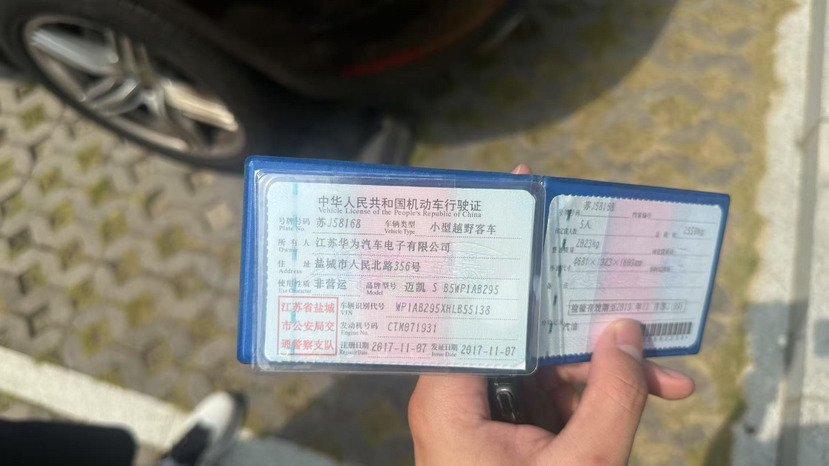 中华人民共和国机动车行驶证
Vehicle License of the People's Republic of China
号牌号码 苏J58168 车辆类型 小型越野客车
Plate No. Vehicle Type
所有人 江苏华为汽车电子有限公司
Owner
住址 盐城市人民北路356号
Address
使用性质 非营运 品牌型号 迈凯 S B5WP1AB295
Use Character Model
江苏省盐城
市公安局交
通警察支队
车辆识别代号 WP1AB295XHLB55138
VIN
发动机号码 CTM071931
Engine No.
注册日期 2017-11-07 发证日期 2017-11-07
Register Date Issue Date
苏J58168
5人
2550kg